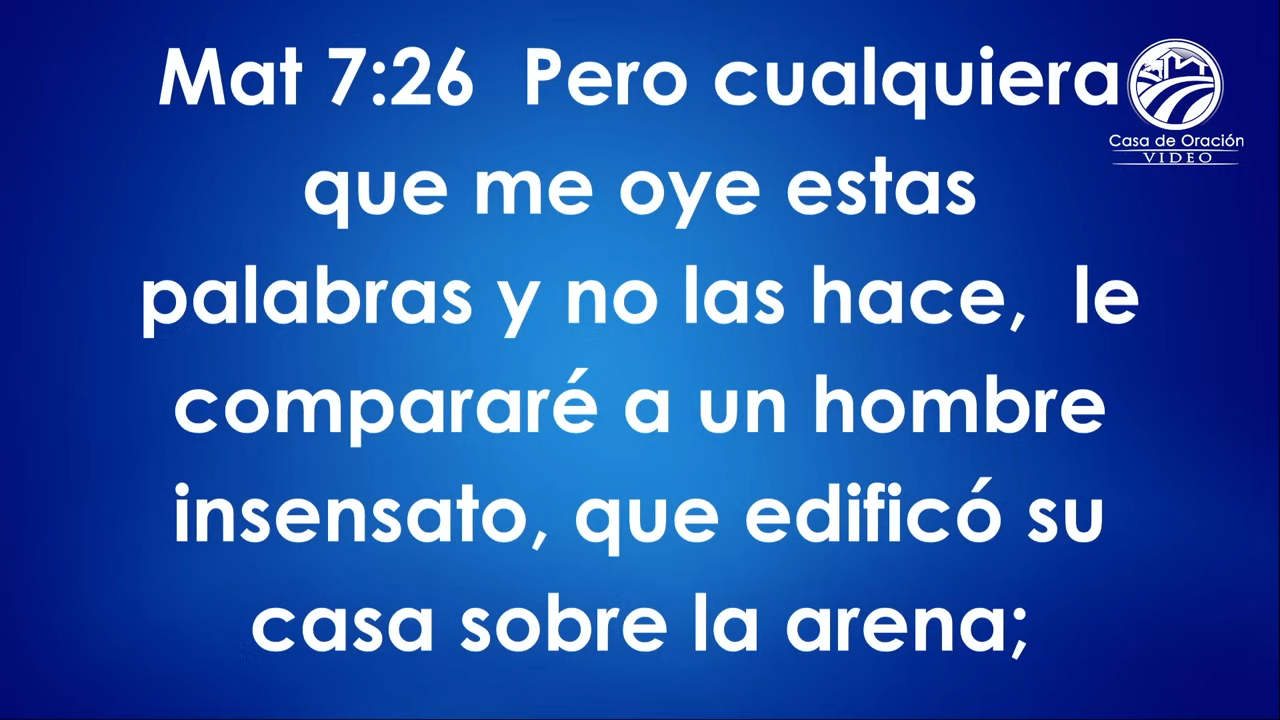 Mat 7:26  Pero cualquiera
que me oye estas
palabras y no las hace,  le
compararé a un hombre
insensato, que edificó su
casa sobre la arena;
Casa de Oración
VIDEO